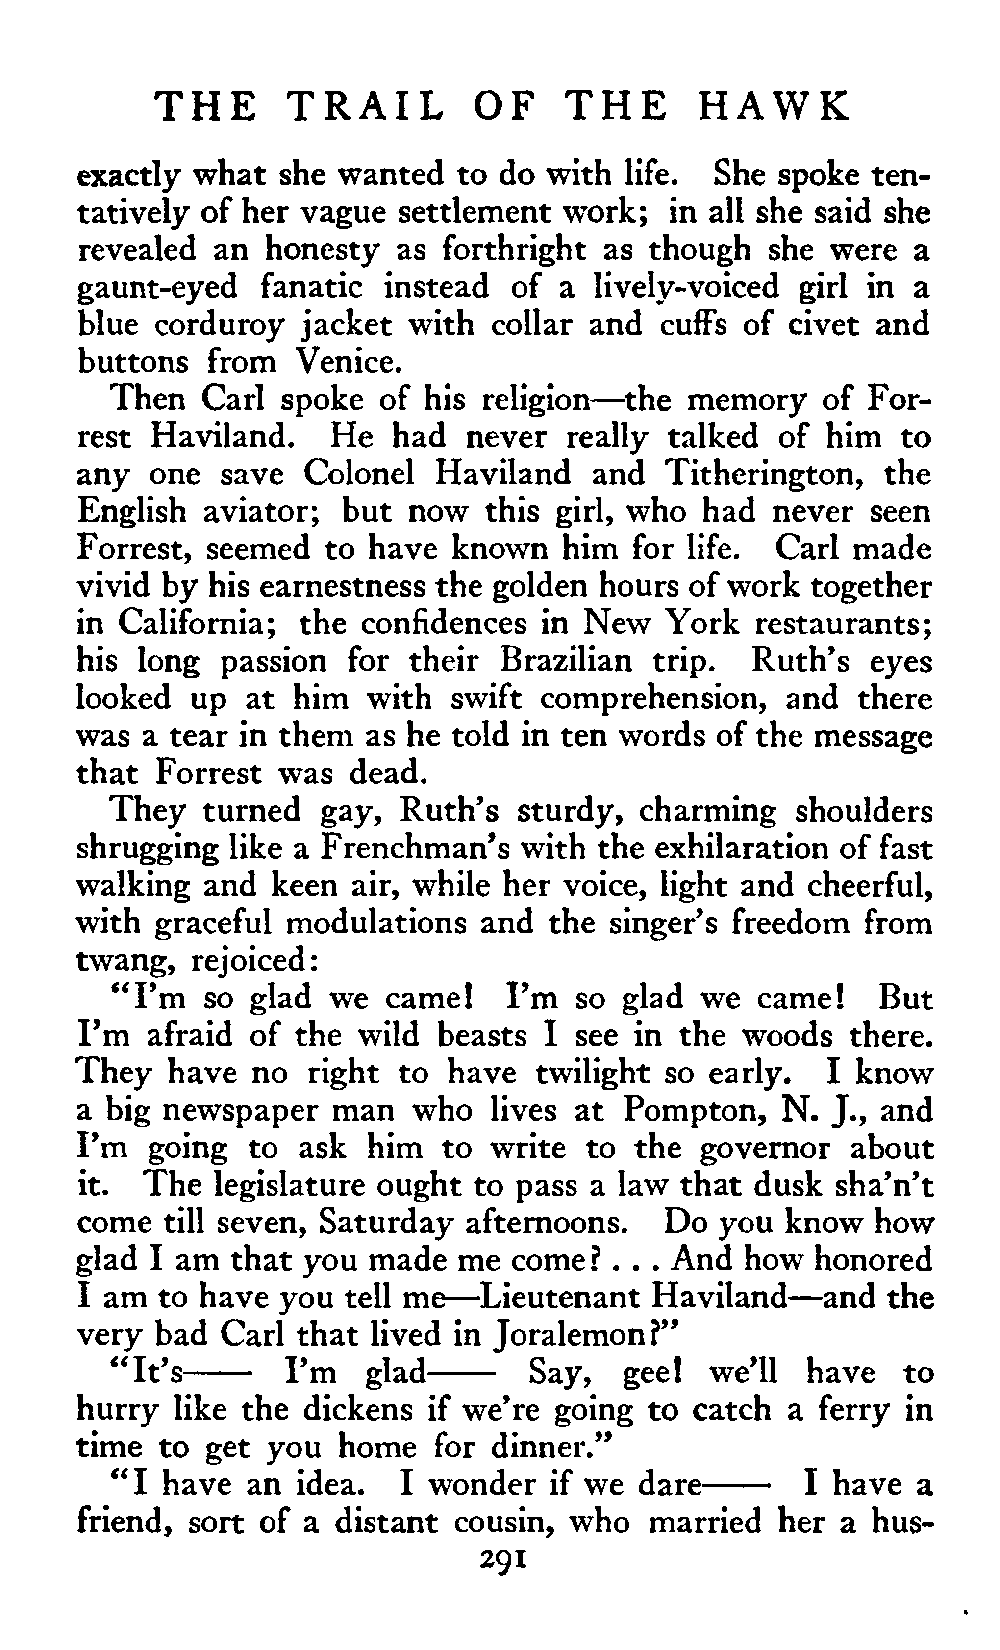 THE TRAIL OF THE HAWK
exactly what she wanted to do with life. She spoke ten-
tatively of her vague settlement work; in all she said she
revealed an honesty as forthright as though she were a
gaunt-eyed fanatic instead of a lively-voiced girl in a
blue corduroy jacket with collar and cuffs of civet and
buttons from Venice.
Then Carl spoke of his religion—the memory of For-
rest Haviland. He had never really talked of him to
any one save Colonel Haviland and Titherington, the
English aviator; but now this girl, who had never seen
Forrest, seemed to have known him for life. Carl made
vivid by his earnestness the golden hours of work together
in California; the confidences in New York restaurants;
his long passion for their Brazilian trip. Ruth's eyes
looked up at him with swift comprehension, and there
was a tear in them as he told in ten words of the message
that Forrest was dead.
They turned gay, Ruth's sturdy, charming shoulders
shrugging like a Frenchman's with the exhilaration of fast
walking and keen air, while her voice, light and cheerful,
with graceful modulations and the singer's freedom from
twang, rejoiced:
"I'm so glad we came! I'm so glad we came! But
I'm afraid of the wild beasts I see in the woods there.
They have no right to have twilight so early. I know
a big newspaper man who lives at Pompton, N. J., and
I'm going to ask him to write to the governor about
it. The legislature ought to pass a law that dusk sha'n't
come till seven, Saturday afternoons. Do you know how
glad I am that you made me come? . . . And how honored
I am to have you tell me—Lieutenant Haviland—and the
very bad Carl that lived in Joralemon?"
"It's—— I'm glad—— Say, gee! we'll have to
hurry like the dickens if we're going to catch a ferry in
time to get you home for dinner."
"I have an idea. I wonder if we dare—— I have a
friend, sort of a distant cousin, who married her a hus-
291